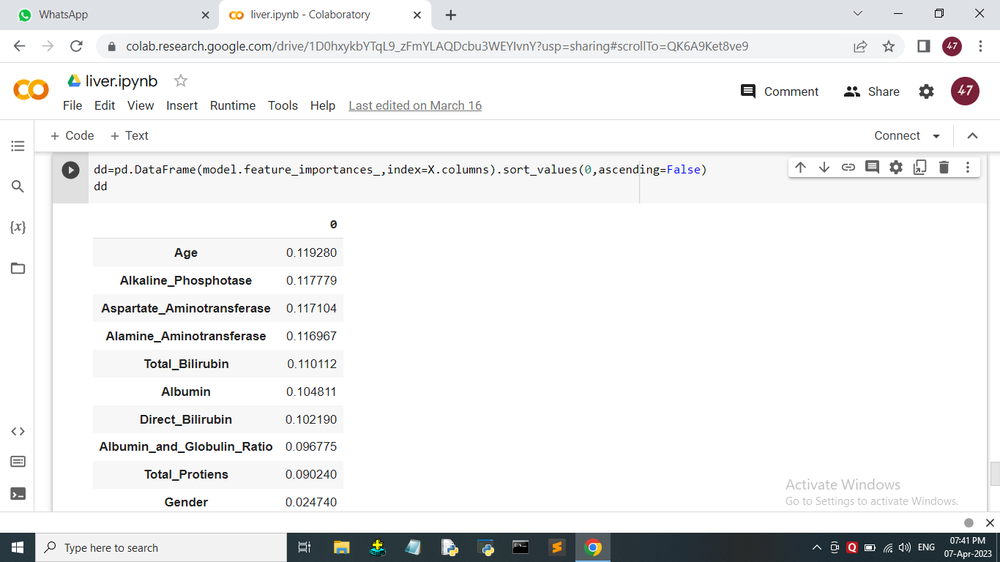 WhatsApp
liver.ipynb - Colaboratory
colab.research.google.com/drive/1D0hxykbYTqL9_zFmYLAQDcbu3WEYIvnY?usp=sharing#scrollTo=QK6A9Ket8ve9
47
CO
liver.ipynb
File Edit View Insert Runtime Tools Help Last edited on March 16
Comment
Share
47
+ Code + Text
Connect
dd=pd.DataFrame(model.feature_importances_,index=X.columns).sort_values(0,ascending=False)
dd
{x}
0
Age 0.119280
Alkaline_Phosphotase 0.117779
Aspartate_Aminotransferase 0.117104
Alamine_Aminotransferase 0.116967
Total_Bilirubin 0.110112
Albumin 0.104811
Direct_Bilirubin 0.102190
Albumin_and_Globulin_Ratio 0.096775
Total_Protiens 0.090240
Gender 0.024740
Activate Windows
Go to Settings to activate Windows.
Type here to search
Q
ENG
07:41 PM
07-Apr-2023